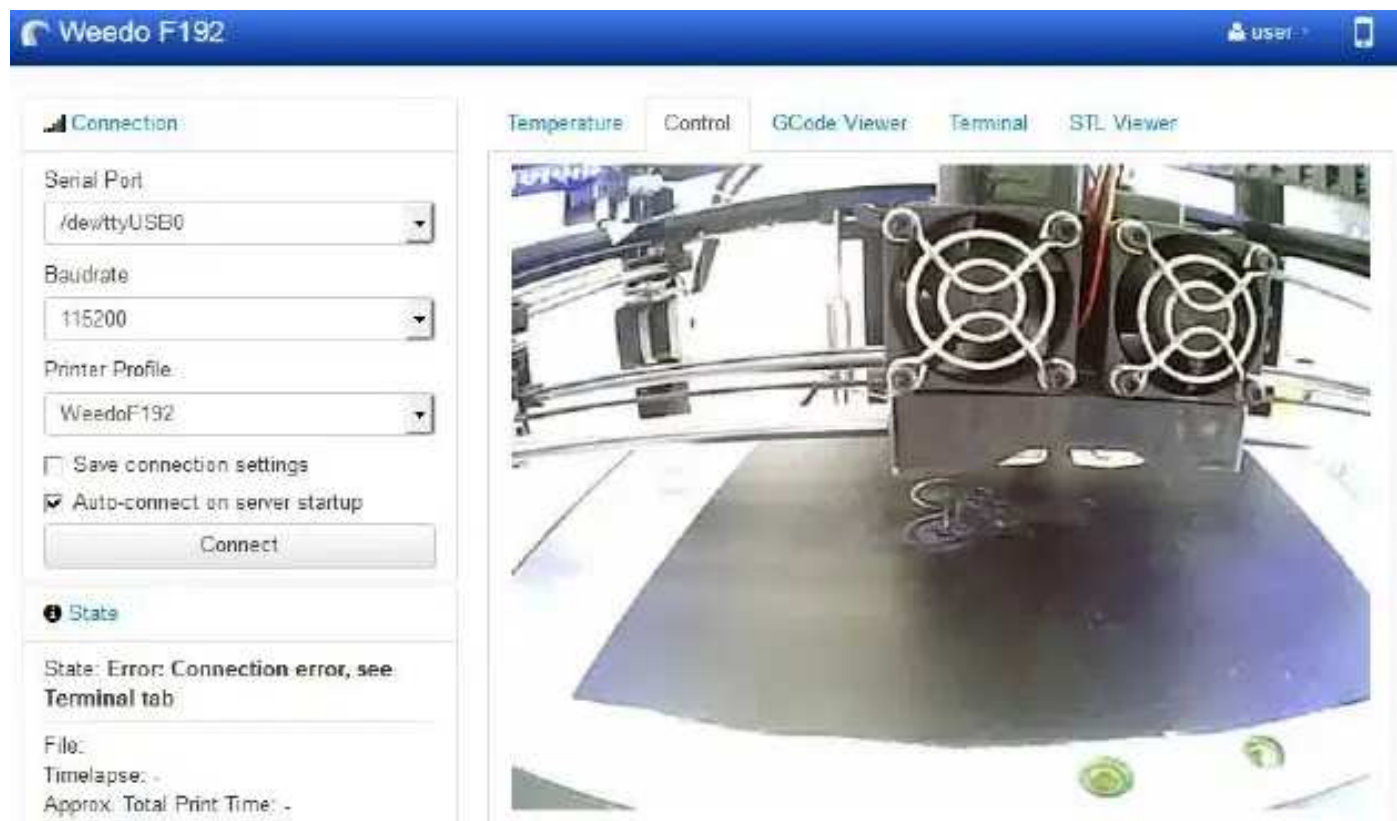 Weedo F192
user
Connection
Temperature
Control
GCode Viewer
Terminal
STL Viewer
Serial Port
/dev/ttyUSB0
Baudrate
115200
Printer Profile
WeedoF192
Save connection settings
Auto-connect on server startup
Connect
State
State: Error: Connection error, see
Terminal tab
File:
Timelapse: -
Approx. Total Print Time: -